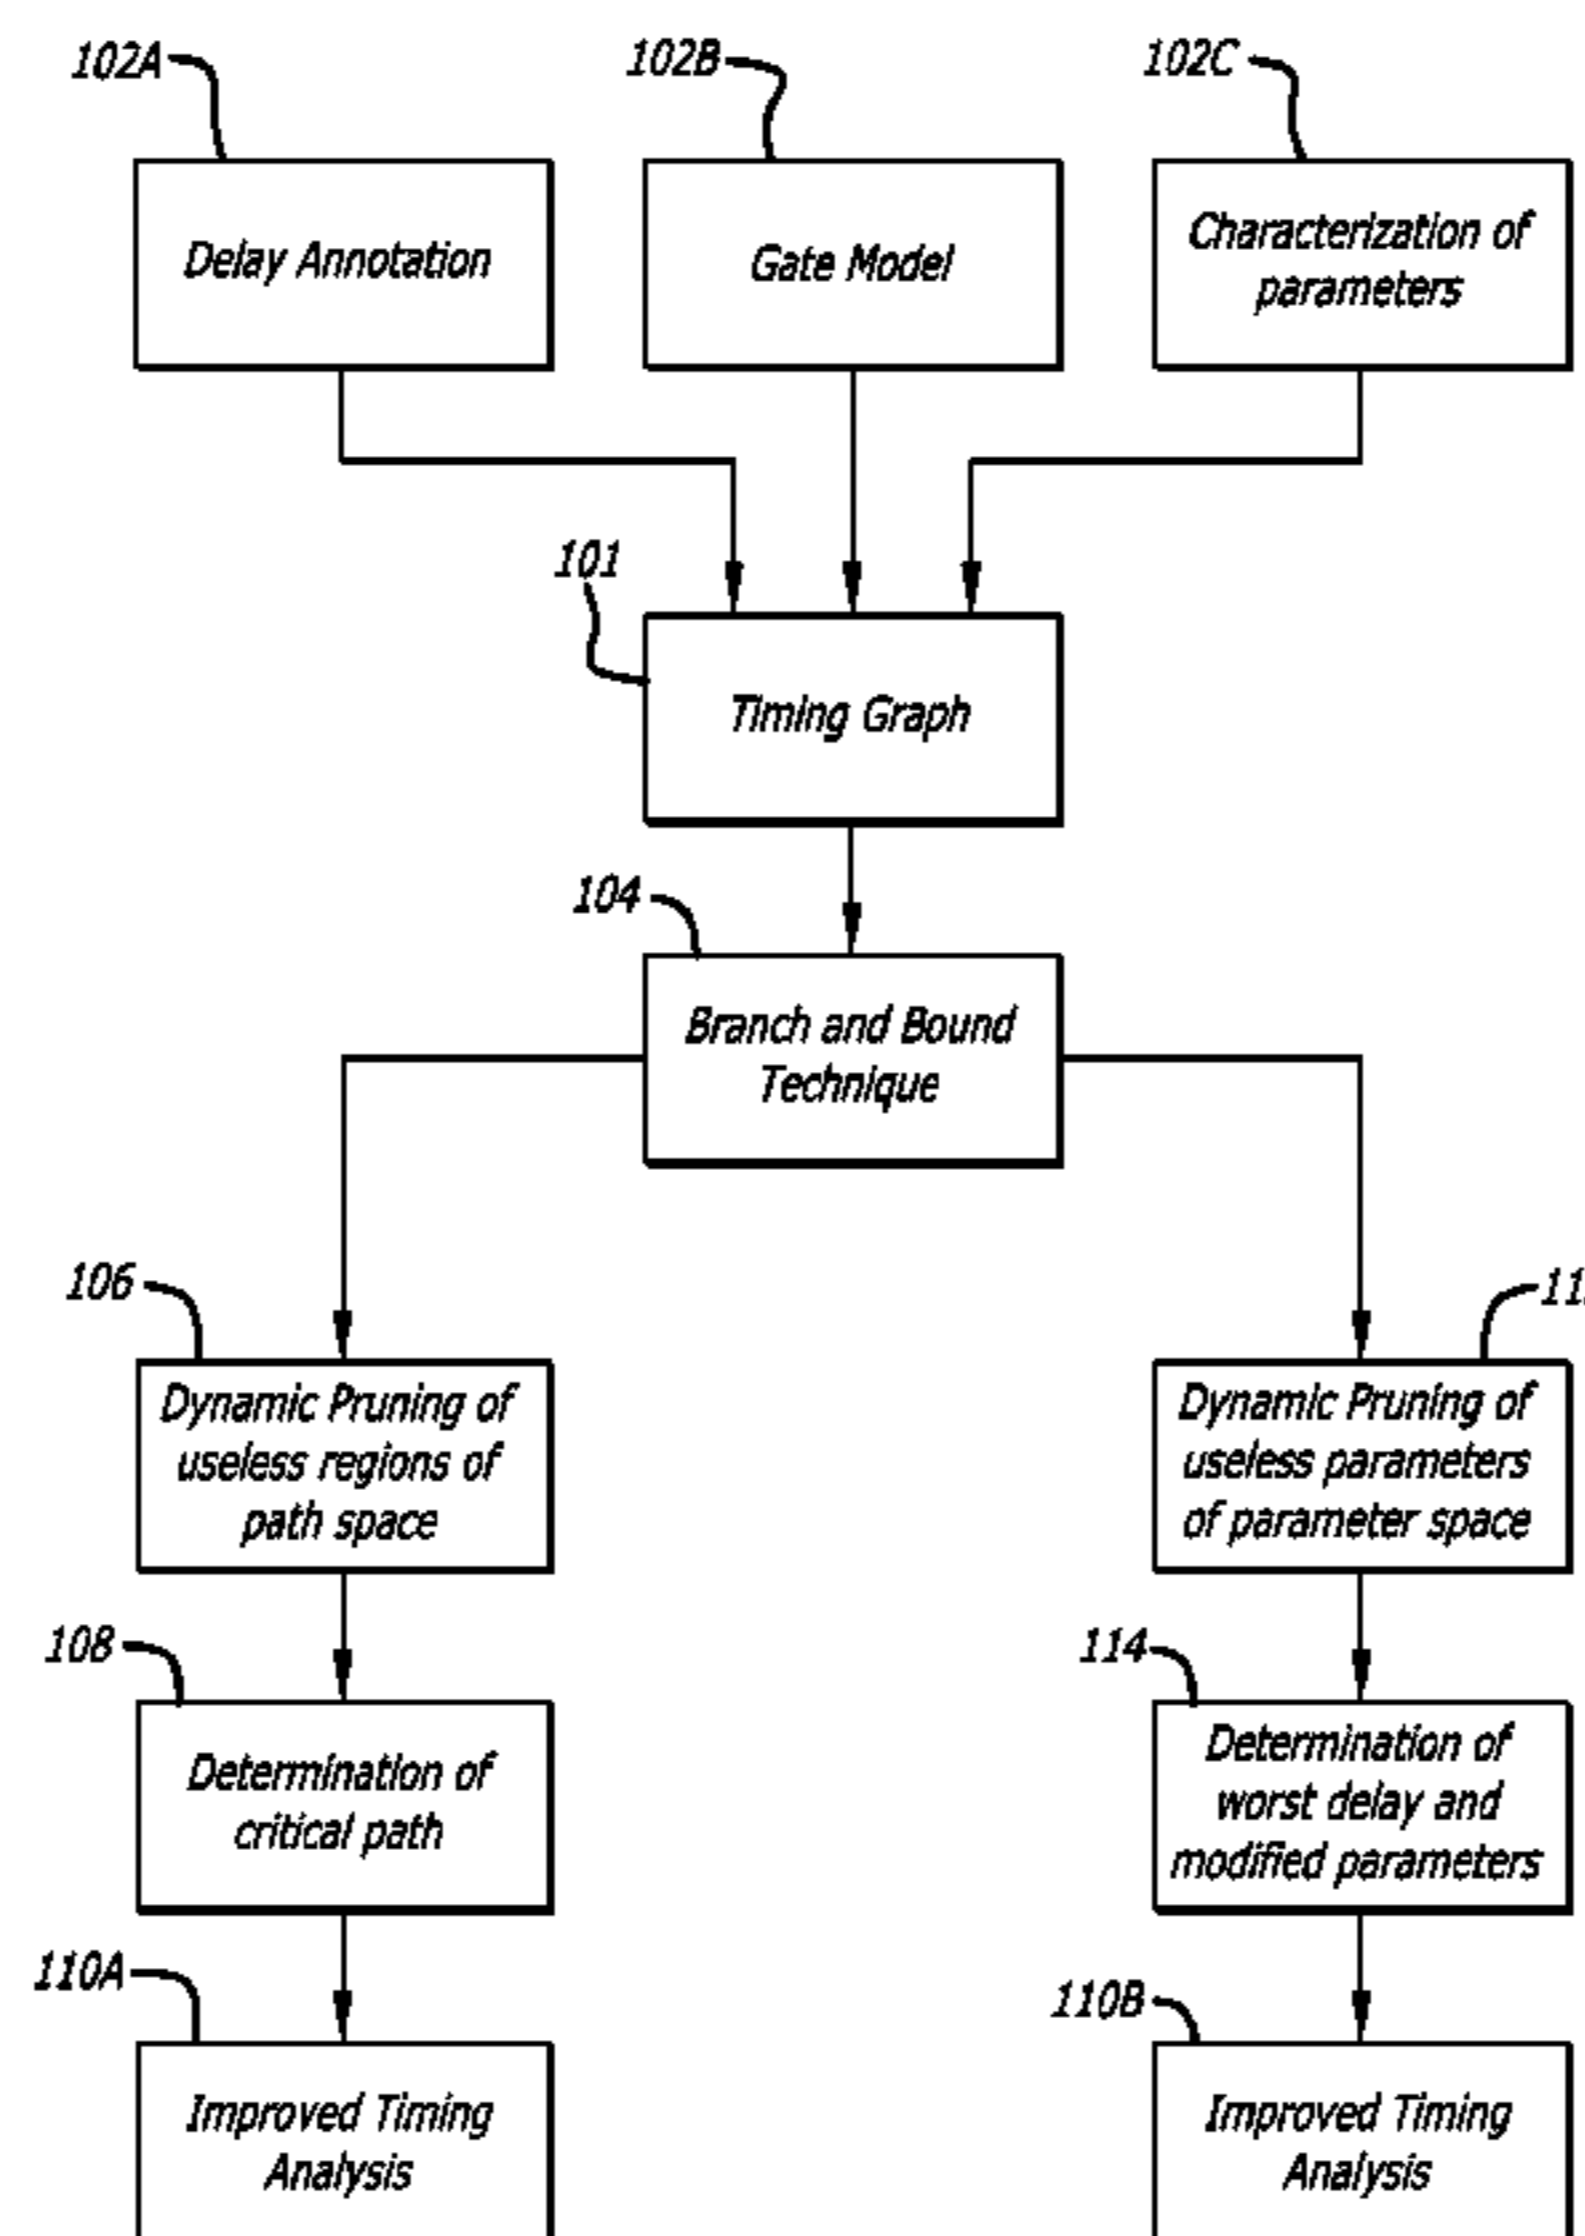 102A
102B
102C
Delay Annotation
Gate Model
Characterization of
parameters
101
Timing Graph
104
Branch and Bound
Technique
106
Dynamic Pruning of
useless regions of
path space
Dynamic Pruning of
useless parameters
of parameter space
108
Determination of
critical path
114
Determination of
worst delay and
modified parameters
110A
Improved Timing
Analysis
110B
Improved Timing
Analysis